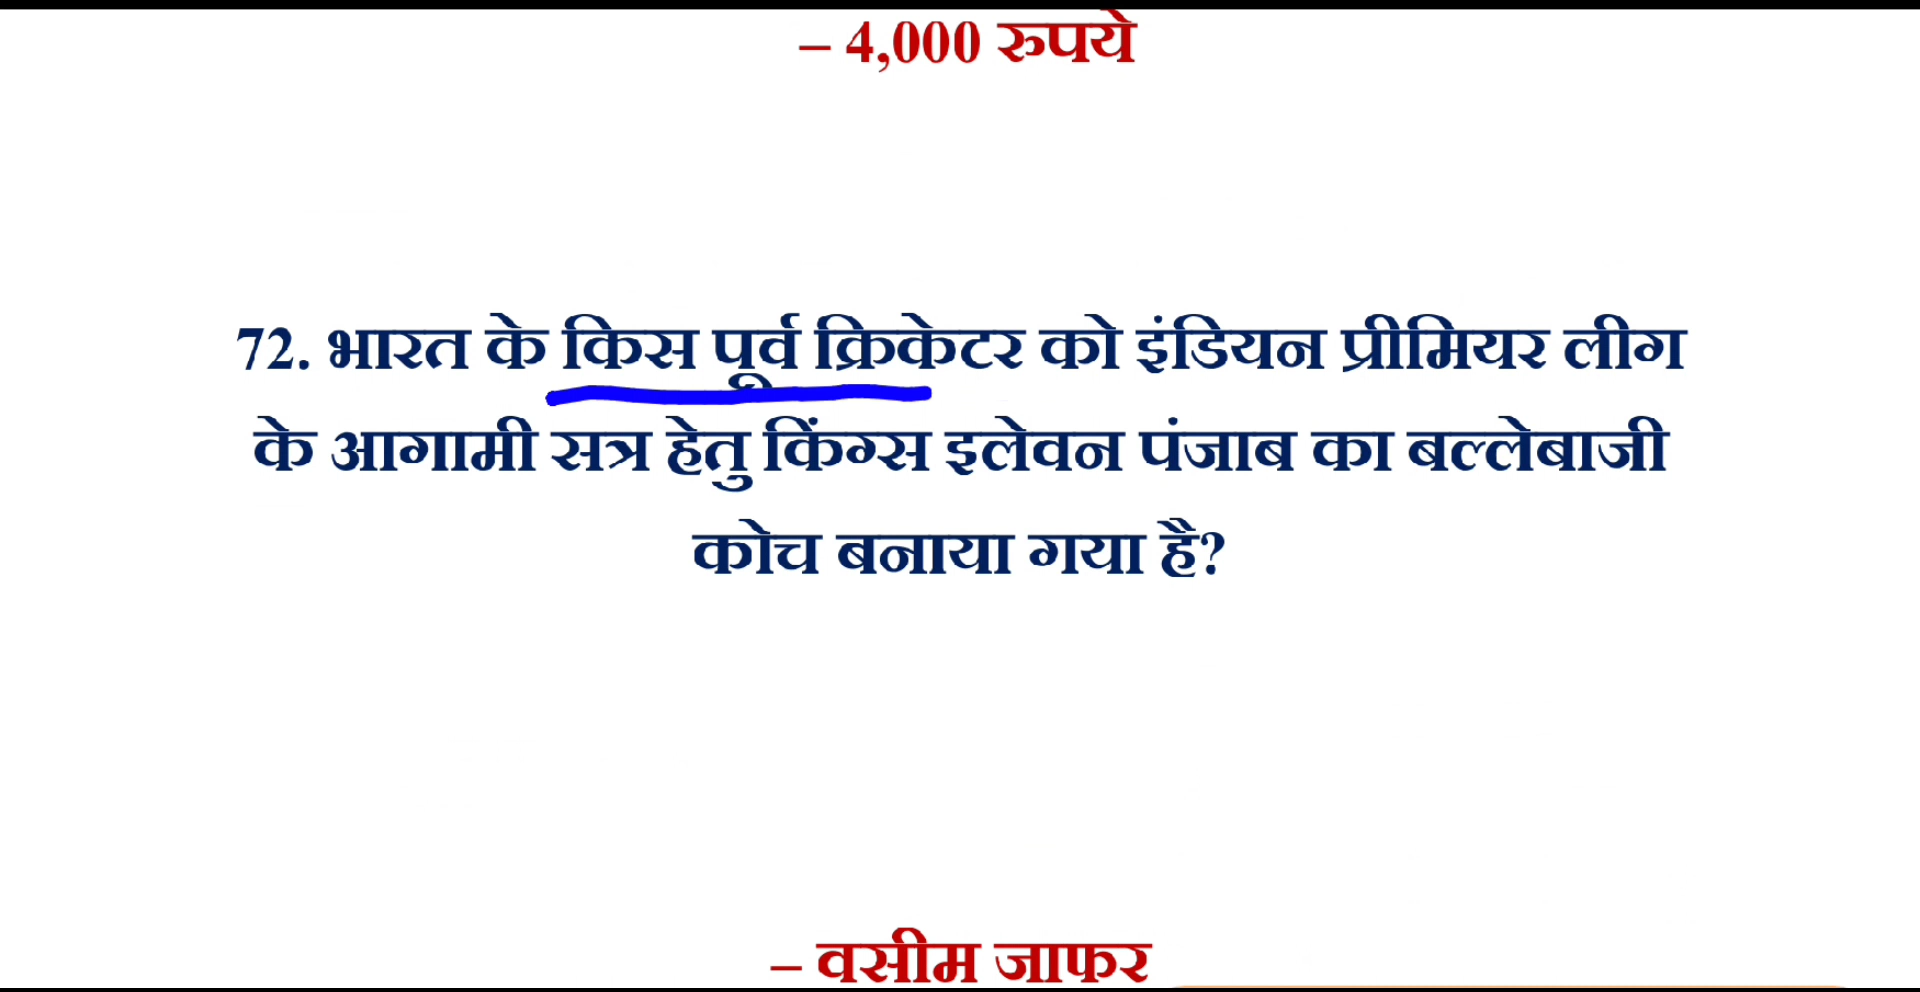 – 4,000 रुपये
72. भारत के किस पूर्व क्रिकेटर को इंडियन प्रीमियर लीग
के आगामी सत्र हेतु किंग्स इलेवन पंजाब का बल्लेबाजी
कोच बनाया गया है?
– वसीम जाफर